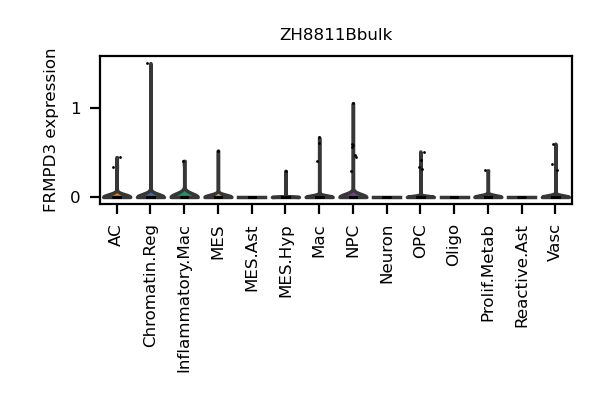 ZH8811Bbulk
FRMPD3 expression
1
0
AC
Chromatin.Reg
Inflammatory.Mac
MES
MES.Ast
MES.Hyp
Mac
NPC
Neuron
OPC
Oligo
Prolif.Metab
Reactive.Ast
Vasc